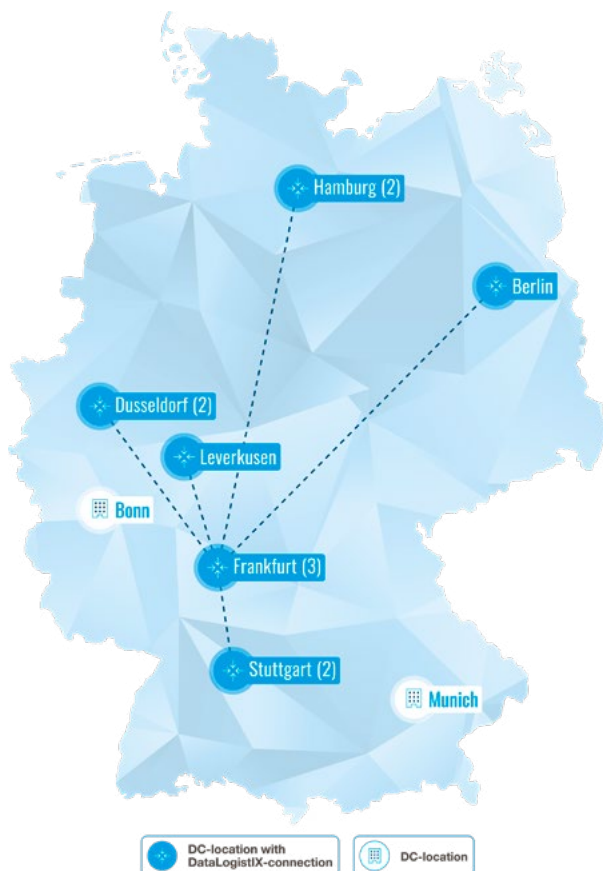 Hamburg (2)
Berlin
Dusseldorf (2)
Leverkusen
Bonn
Frankfurt (3)
Stuttgart (2)
Munich
DC-location with
DataLogistIX-connection
DC-location